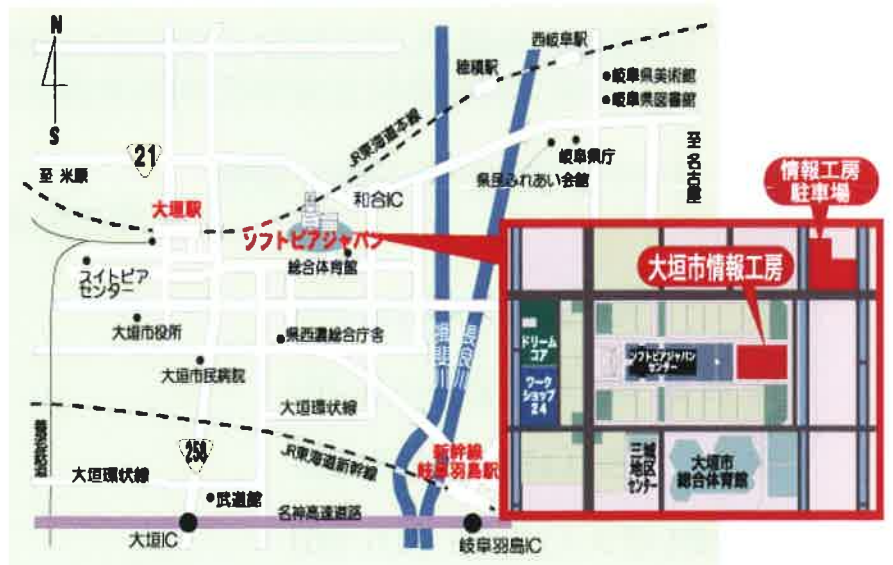 N
S
21
至 米原
大垣駅
スイトピア
センター
大垣市役所
大垣市民病院
穂積駅
西岐阜駅
岐阜県美術館
岐阜県図書館
JR東海道本線
岐阜県庁
県民ふれあい会館
至 名古屋
和合IC
ソフトピアジャパン
総合体育館
県西濃総合庁舎
揖斐川
長良川
大垣環状線
258
JR東海道新幹線
新幹線
岐阜羽島駅
大垣環状線
武道館
名神高速道路
大垣IC
岐阜羽島IC
情報工房
駐車場
大垣市情報工房
ドリーム
コア
ワーク
ショップ
24
ソフトピアジャパン
センター
三城
地区
センター
大垣市
総合体育館